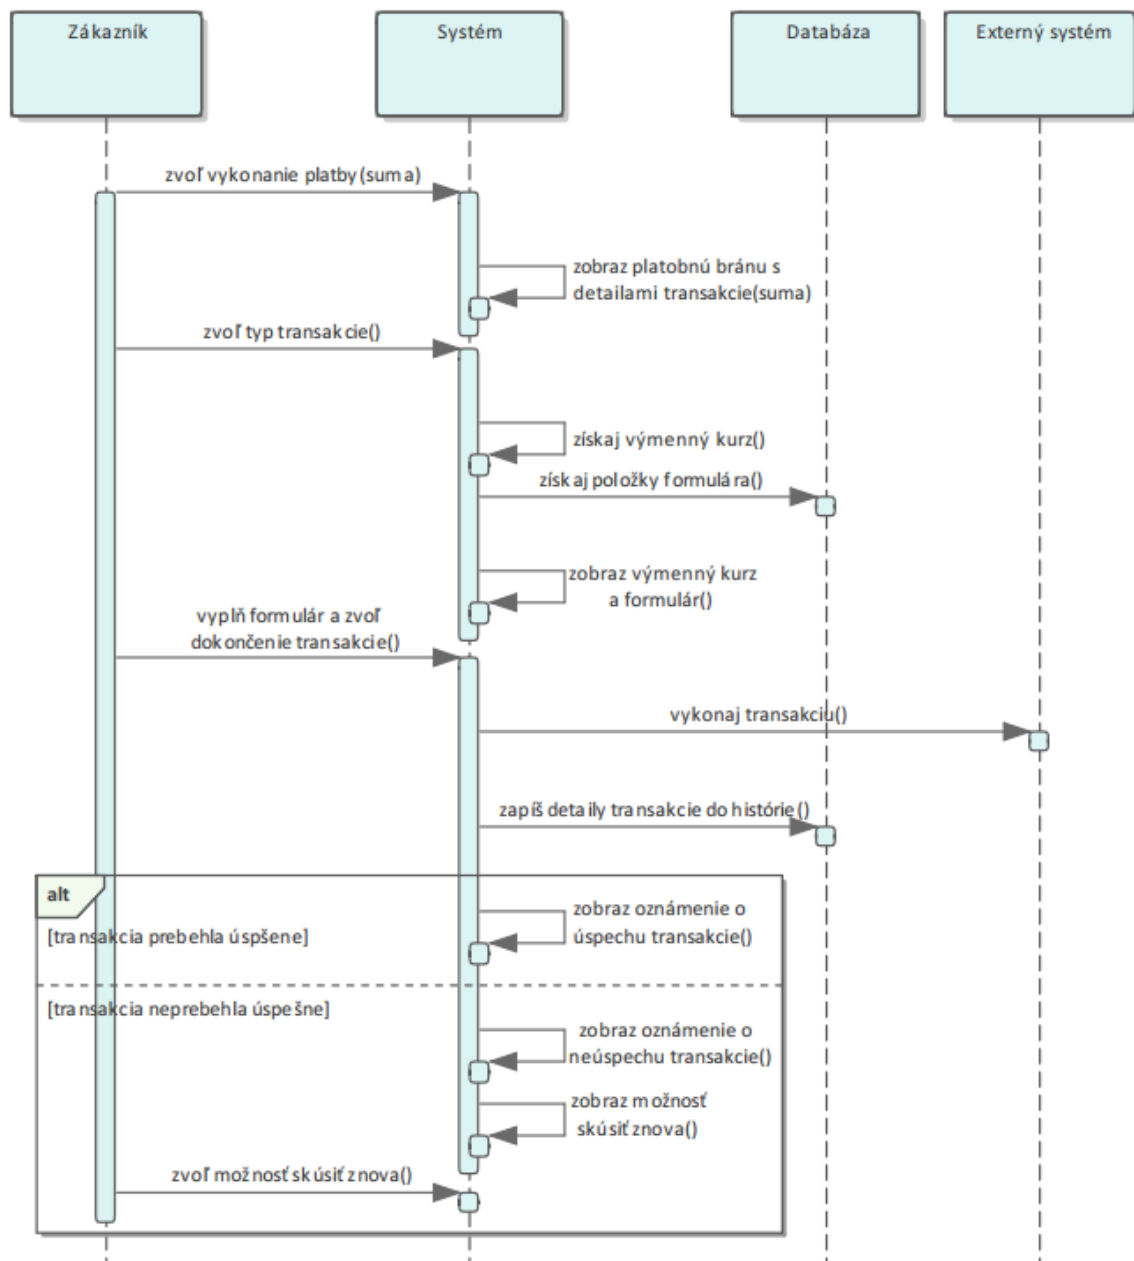 Zákazník
Systém
Databáza
Externý systém
zvoľ vykonanie platby(suma)
zobraz platobnú bránu s
detailami transakcie(suma)
zvoľ typ transakcie()
získaj výmenný kurz()
získaj položky formulára()
zobraz výmenný kurz
a formulár()
vyplň formulár a zvoľ
dokončenie transakcie()
vykonaj transakciu()
zapíš detaily transakcie do histórie()
alt
zobraz oznámenie o
úspechu transakcie()
[transakcia prebehla úspšene]
[transakcia neprebehla úspešne]
zobraz oznámenie o
neúspechu transakcie()
zobraz možnosť
skúsiť znova()
zvoľ možnosť skúsiť znova()